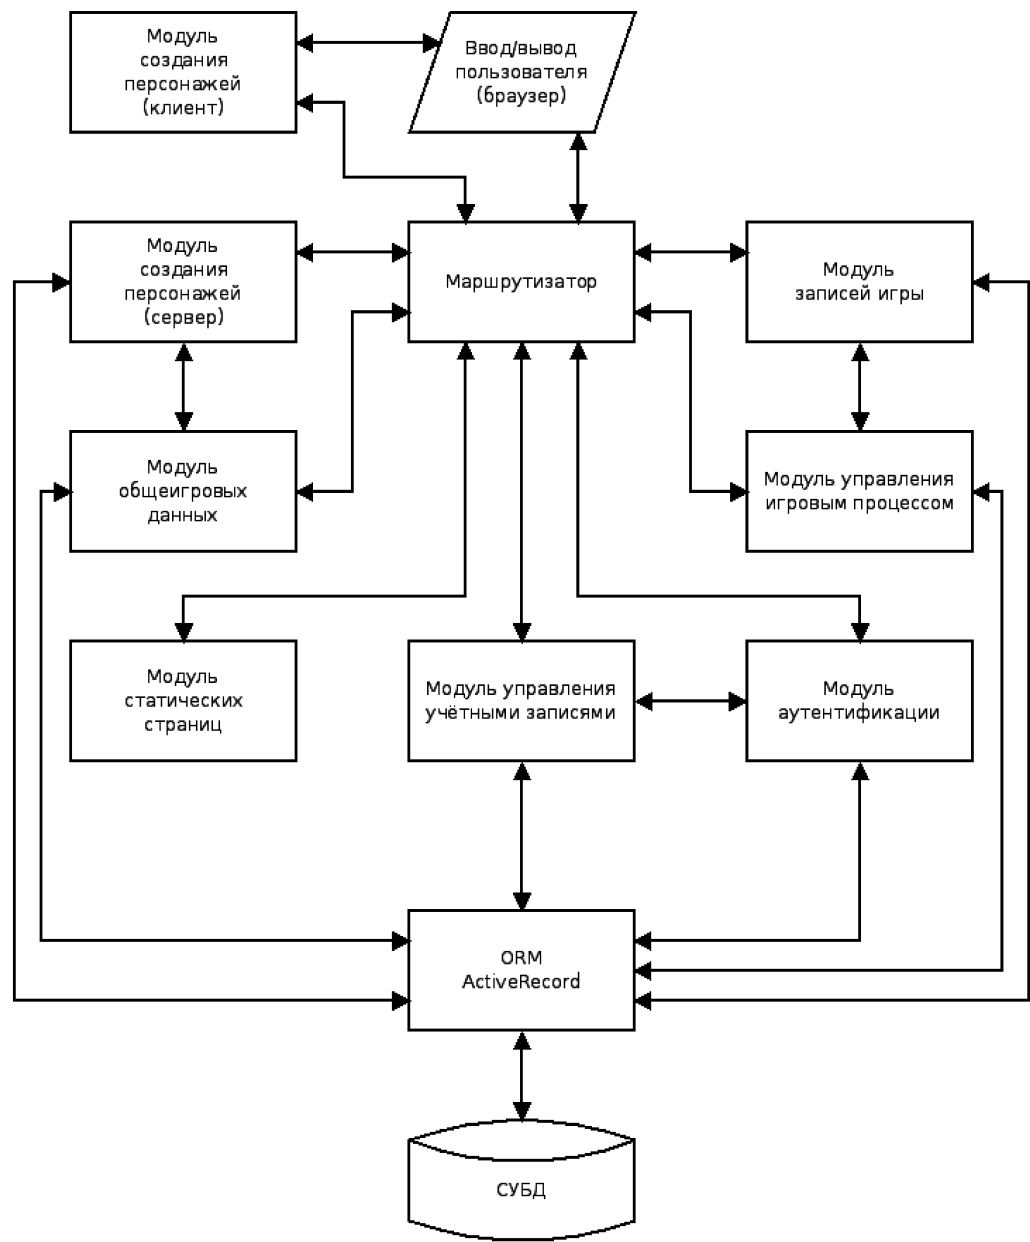 Модуль
создания
персонажей
(клиент)
Ввод/вывод
пользователя
(браузер)
Модуль
создания
персонажей
(сервер)
Маршрутизатор
Модуль
записей игры
Модуль
общеигровых
данных
Модуль управления
игровым процессом
Модуль
статических
страниц
Модуль управления
учётными записями
Модуль
аутентификации
ORM
ActiveRecord
СУБД